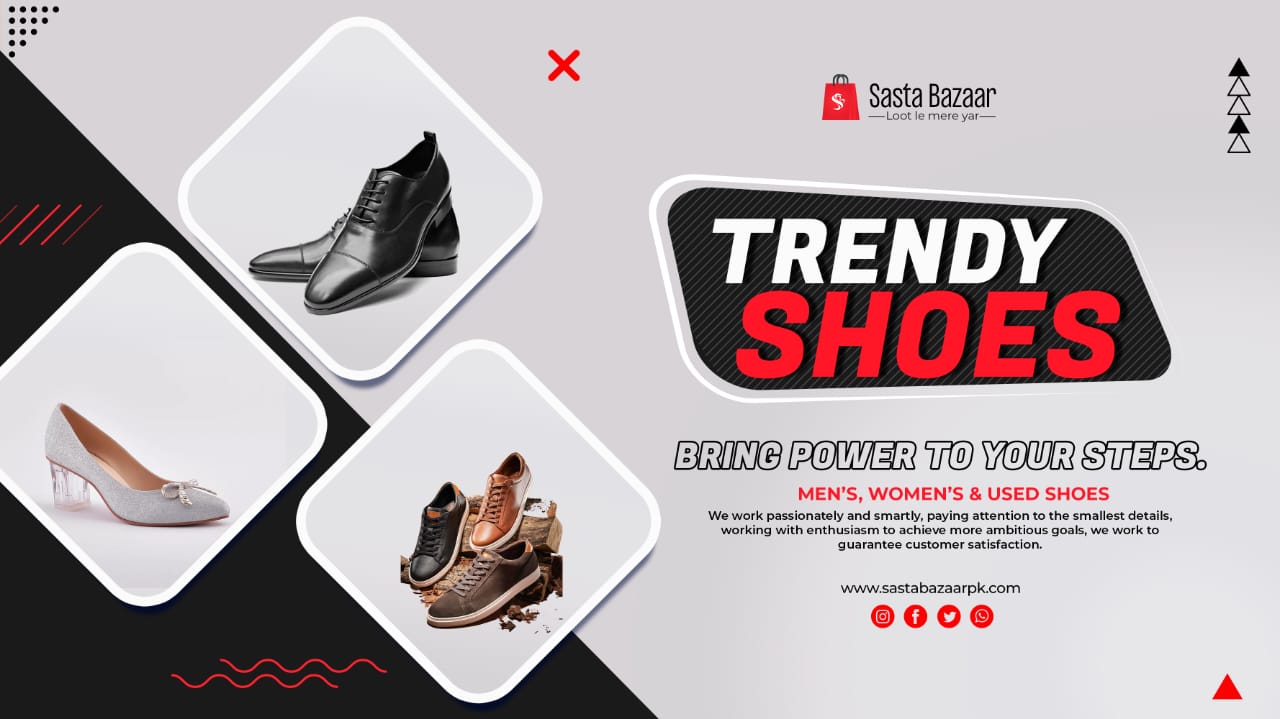 Sasta Bazaar
Loot le mere yar
TRENDY
SHOES
BRING POWER TO YOUR STEPS.
MEN'S, WOMEN'S & USED SHOES
We work passionately and smartly, paying attention to the smallest details,
working with enthusiasm to achieve more ambitious goals, we work to
guarantee customer satisfaction.
www.sastabazaarpk.com